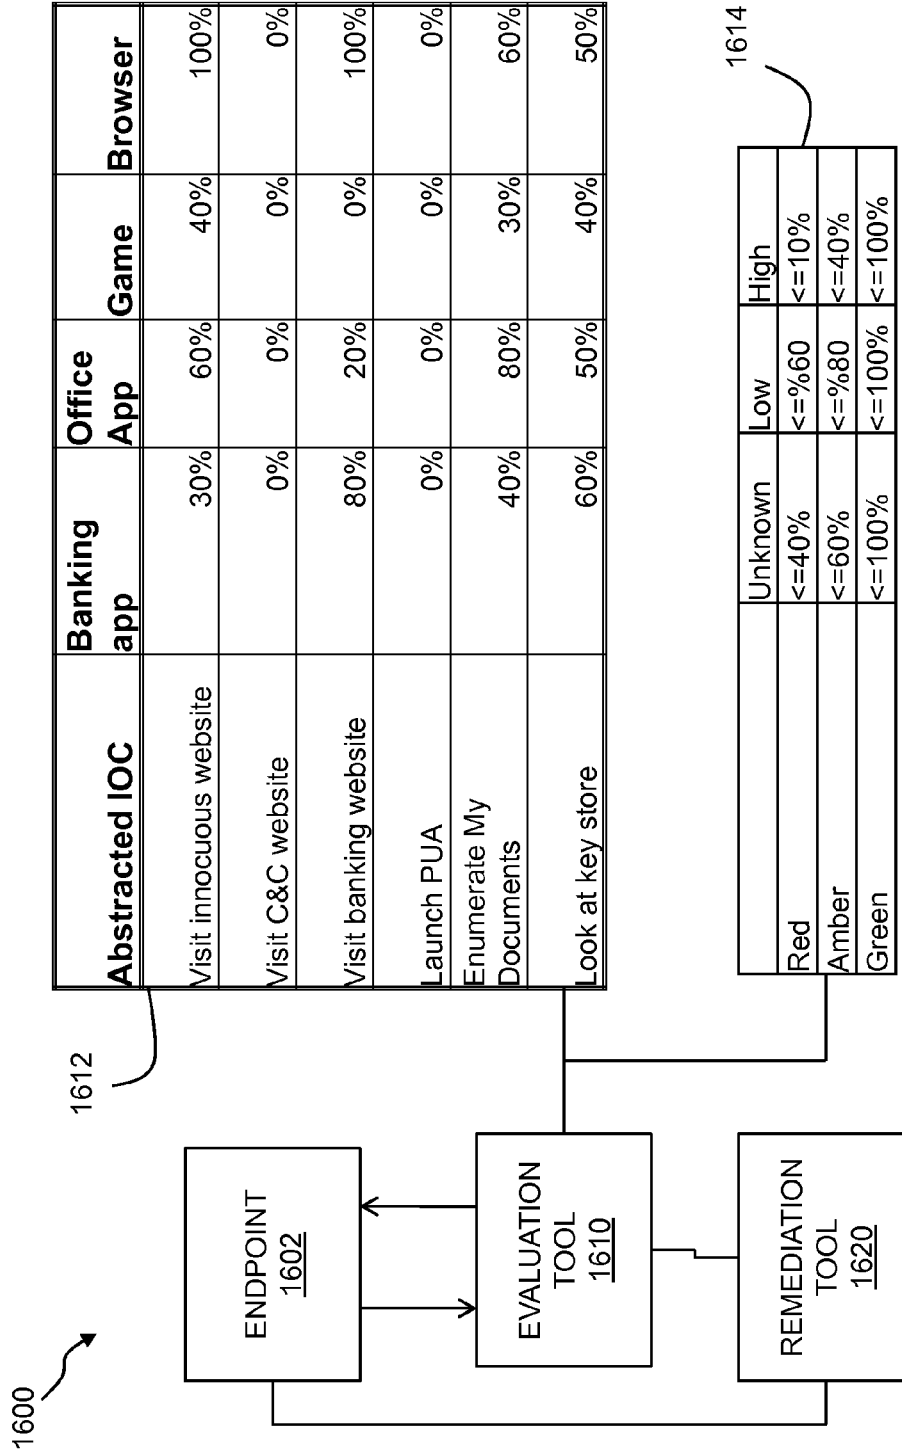 1600
ENDPOINT
1602
EVALUATION
TOOL
1610
REMEDIATION
TOOL
1620
1612
Abstracted IOC Banking app Office App Game Browser
Visit innocuous website 30% 60% 40% 100%
Visit C&C website 0% 0% 0% 0%
Visit banking website 80% 20% 0% 100%
Launch PUA 0% 0% 0% 0%
Enumerate My
Documents 40% 80% 30% 60%
Look at key store 60% 50% 40% 50%
1614
Unknown Low High
Red <=40% <=%60 <=10%
Amber <=60% <=%80 <=40%
Green <=100% <=100% <=100%